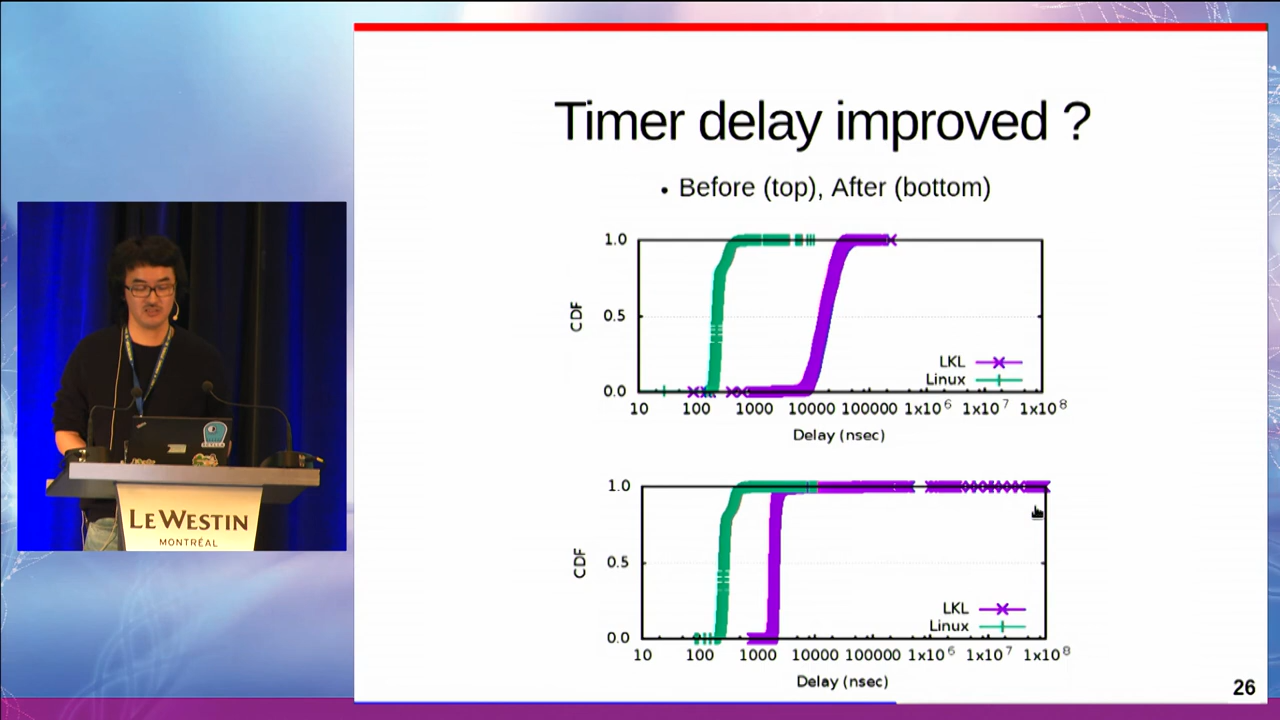 Timer delay improved ?
• Before (top), After (bottom)
1.0
0.5
0.0
CDF
LKL
Linux
10 100 1000 10000 100000 1x10⁶ 1x10⁷ 1x10⁸
Delay (nsec)
1.0
0.5
0.0
CDF
LKL
Linux
10 100 1000 10000 100000 1x10⁶ 1x10⁷ 1x10⁸
Delay (nsec)
26
LE WESTIN
MONTRÉAL